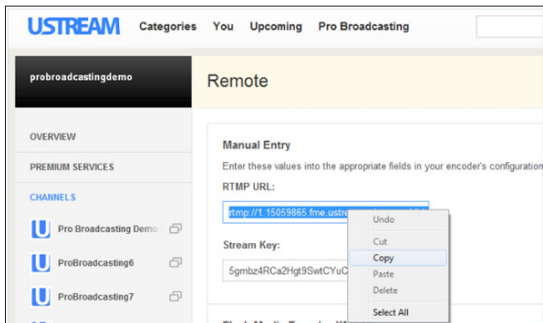 USTREAM Categories You Upcoming Pro Broadcasting
probroadcastingdemo
Remote
OVERVIEW
PREMIUM SERVICES
CHANNELS
Pro Broadcasting Demo
ProBroadcasting6
ProBroadcasting7
Manual Entry
Enter these values into the appropriate fields in your encoder's configuration
RTMP URL:
rtmp://1.15059865.fme.ustre
Stream Key:
5gmbz4RCa2Hgt9SwtCYuC
Undo
Cut
Copy
Paste
Delete
Select All